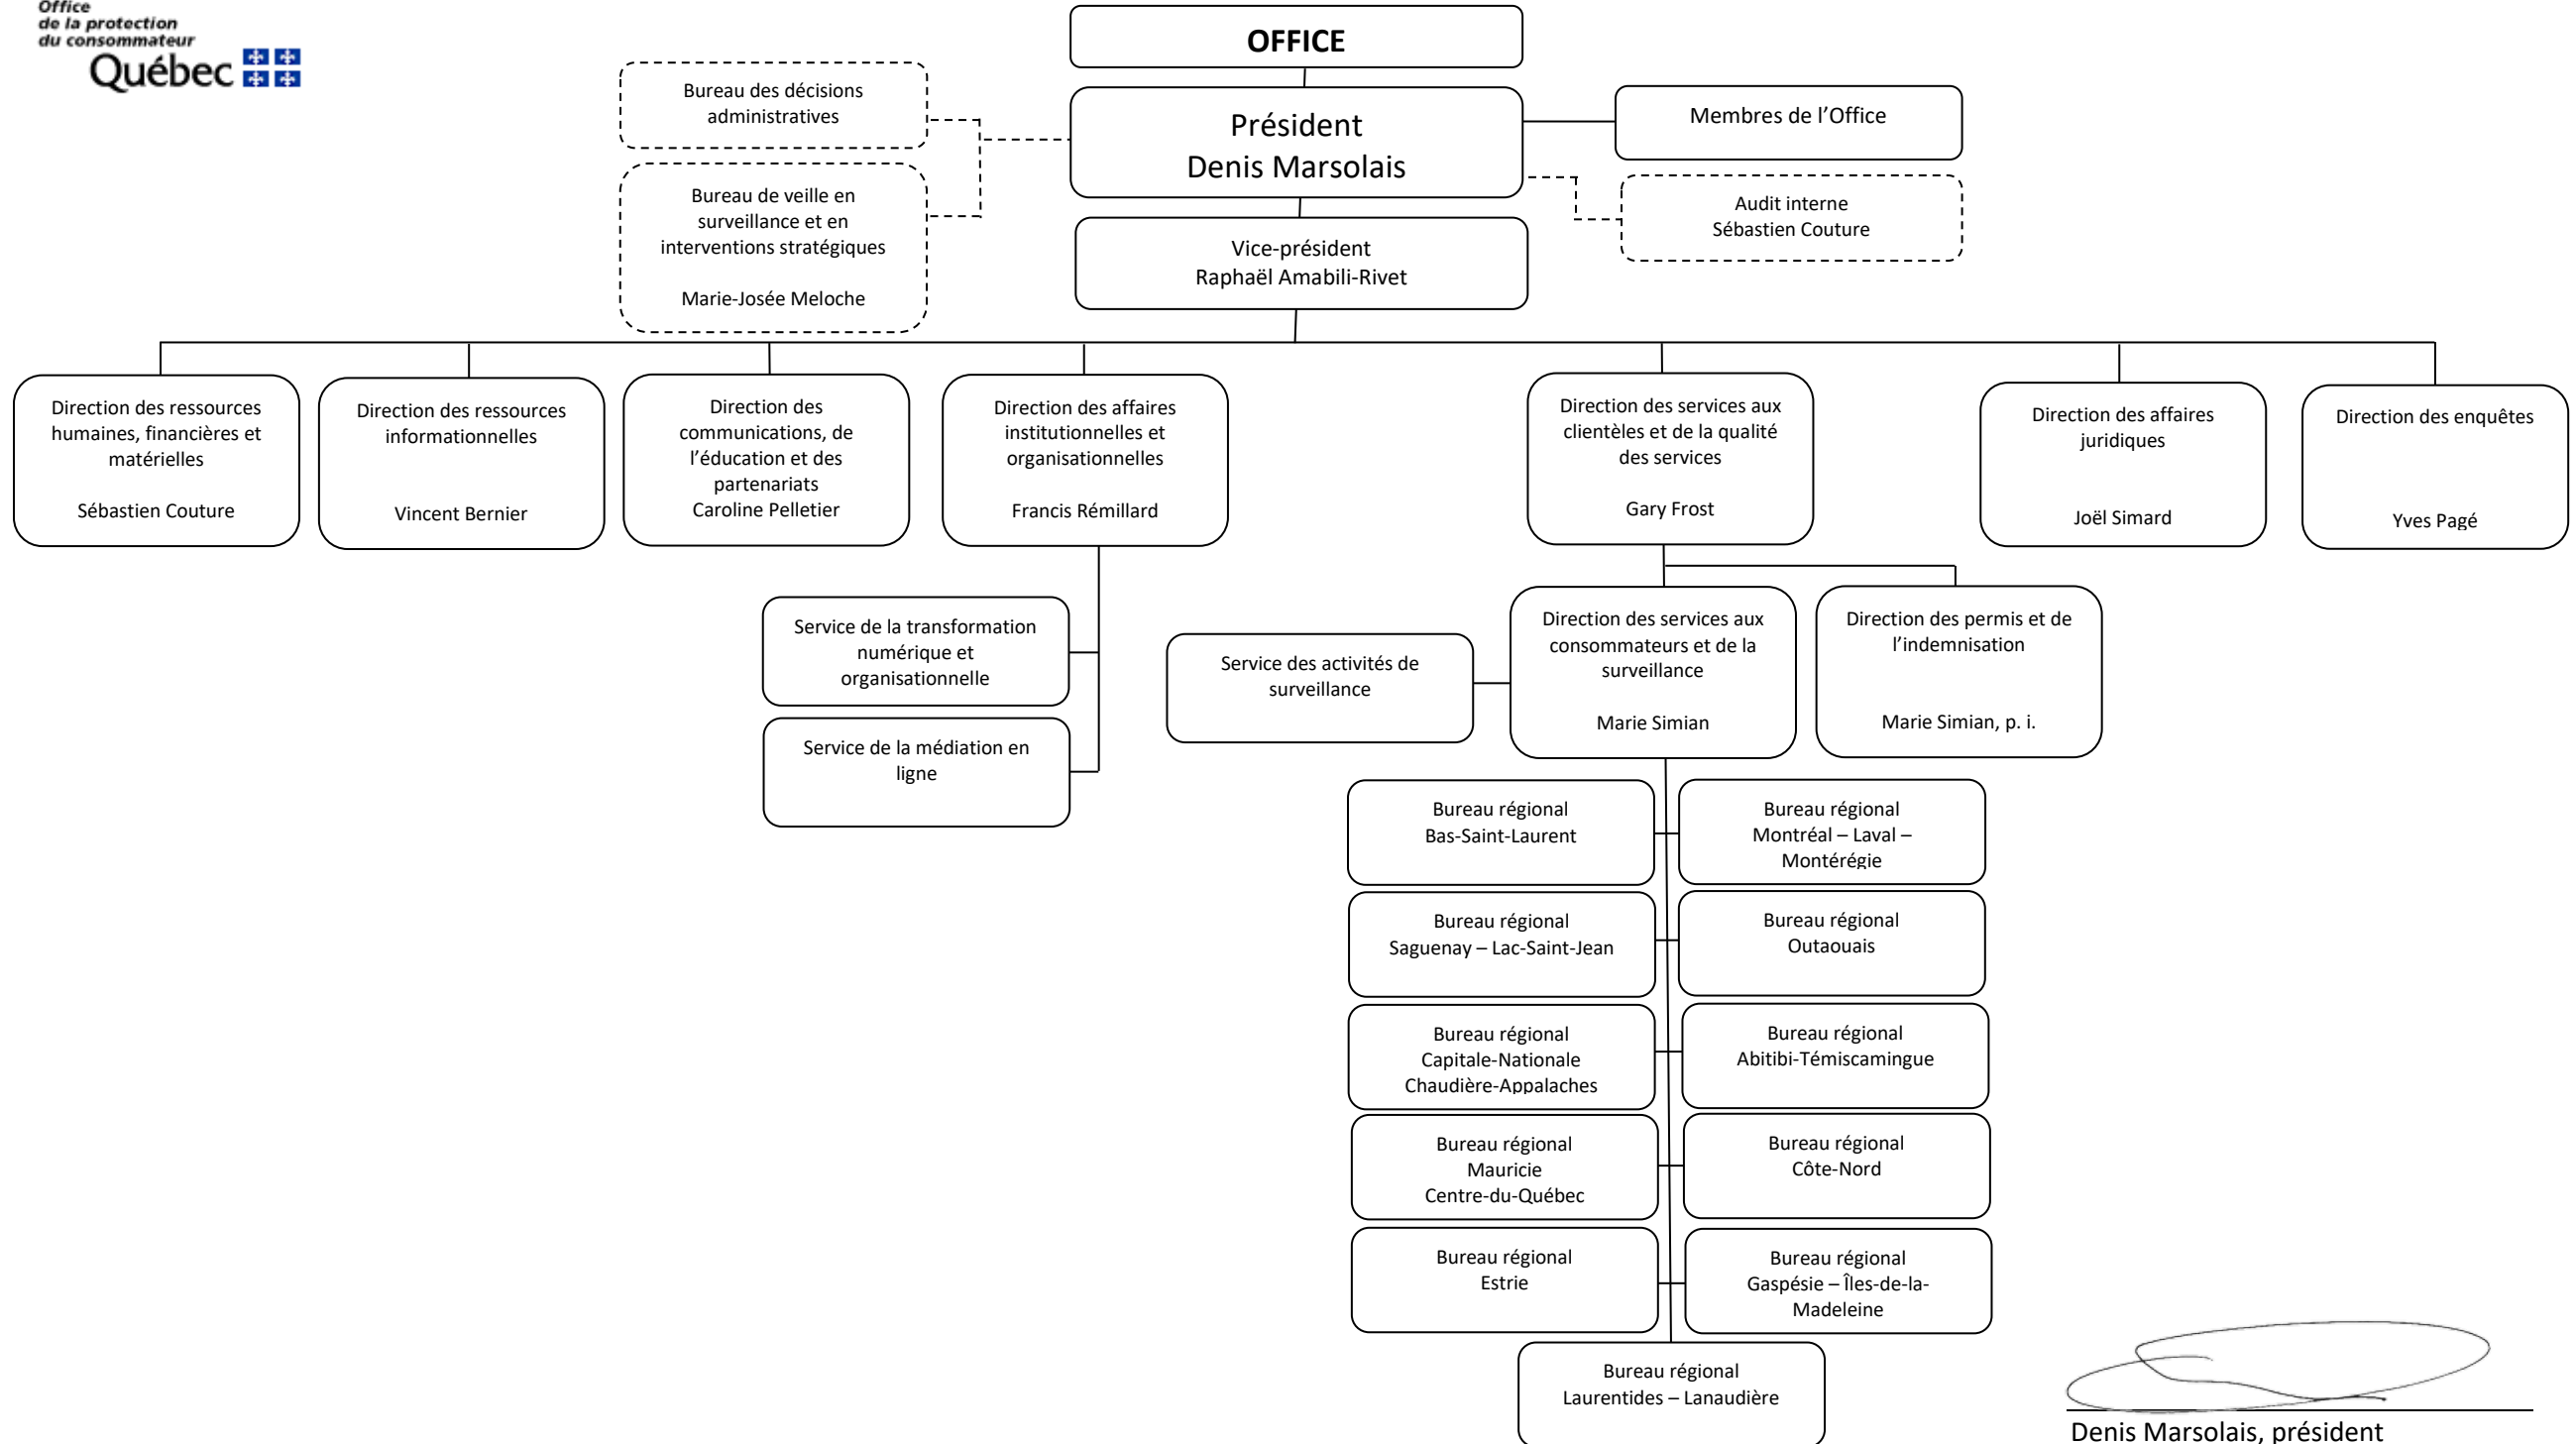 Office
de la protection
du consommateur
Québec
OFFICE
Bureau des décisions
administratives
Président
Denis Marsolais
Membres de l’Office
Bureau de veille en
surveillance et en
interventions stratégiques
Marie-Josée Meloche
Audit interne
Sébastien Couture
Vice-président
Raphaël Amabili-Rivet
Direction des ressources
humaines, financières et
matérielles
Sébastien Couture
Direction des ressources
informationnelles
Vincent Bernier
Direction des
communications, de
l’éducation et des
partenariats
Caroline Pelletier
Direction des affaires
institutionnelles et
organisationnelles
Francis Rémillard
Direction des services aux
clientèles et de la qualité
des services
Gary Frost
Direction des affaires
juridiques
Joël Simard
Direction des enquêtes
Yves Pagé
Service de la transformation
numérique et
organisationnelle
Service de la médiation en
ligne
Service des activités de
surveillance
Direction des services aux
consommateurs et de la
surveillance
Marie Simian
Direction des permis et de
l’indemnisation
Marie Simian, p. i.
Bureau régional
Bas-Saint-Laurent
Bureau régional
Montréal – Laval –
Montérégie
Bureau régional
Saguenay – Lac-Saint-Jean
Bureau régional
Outaouais
Bureau régional
Capitale-Nationale
Chaudière-Appalaches
Bureau régional
Abitibi-Témiscamingue
Bureau régional
Mauricie
Centre-du-Québec
Bureau régional
Côte-Nord
Bureau régional
Estrie
Bureau régional
Gaspésie – Îles-de-la-
Madeleine
Bureau régional
Laurentides – Lanaudière
Denis Marsolais, président